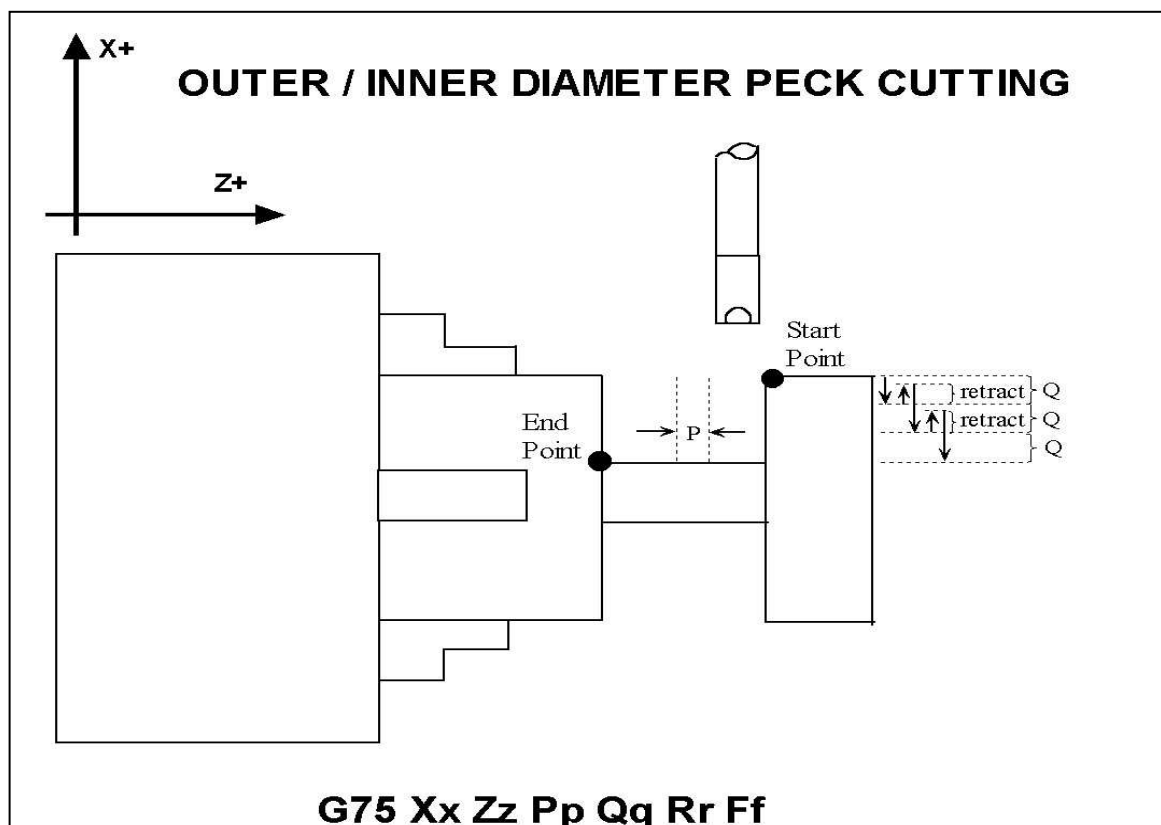 X+
OUTER / INNER DIAMETER PECK CUTTING
Z+
Start
Point
retract
Q
retract
Q
Q
End
Point
P
G75 Xx Zz Pp Qq Rr Ff